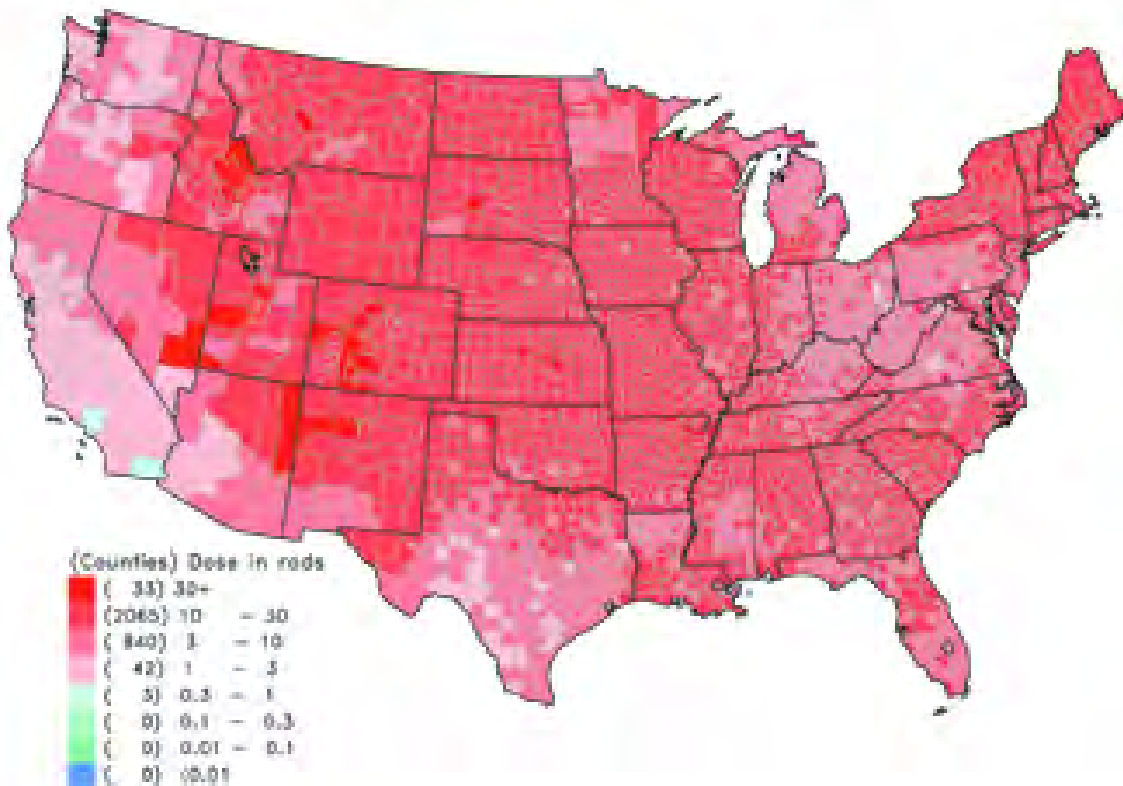 (Counties) Dose in rads
( 33) 30+
(2065) 10 - 30
( 840) 3 - 10
( 42) 1 - 3
( 3) 0.3 - 1
( 0) 0.1 - 0.3
( 0) 0.01 - 0.1
( 0) <0.01